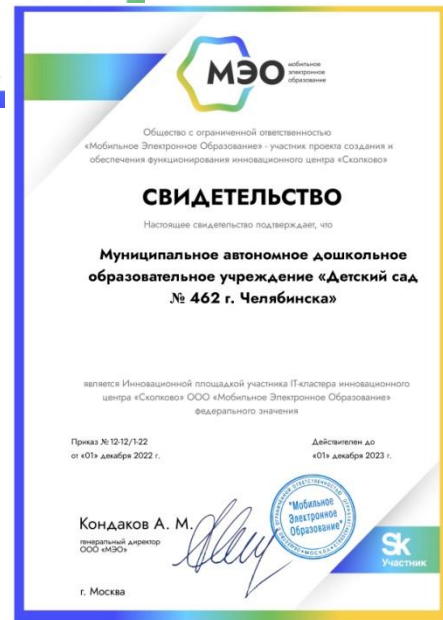 МЭО
мобильное
электронное
образование
Общество с ограниченной ответственностью
«Мобильное Электронное Образование» - участник проекта создания и
обеспечения функционирования инновационного центра «Сколково»
СВИДЕТЕЛЬСТВО
Настоящее свидетельство подтверждает, что
Муниципальное автономное дошкольное
образовательное учреждение «Детский сад
№ 462 г. Челябинска»
является Инновационной площадкой участника IT-кластера инновационного
центра «Сколково» ООО «Мобильное Электронное Образование»
федерального значения
Приказ № 12-12/1-22
от «01» декабря 2022 г.
Действителен до
«01» декабря 2023 г.
Кондаков А. М.
генеральный директор
ООО «МЭО»
"Мобильное
Электронное
Образование"
МОСКВА
Sk
Участник
г. Москва